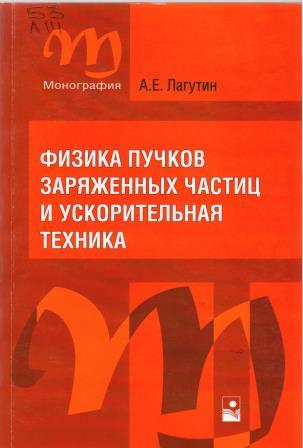 Монография
А.Е. Лагутин
ФИЗИКА ПУЧКОВ
ЗАРЯЖЕННЫХ ЧАСТИЦ
И УСКОРИТЕЛЬНАЯ
ТЕХНИКА